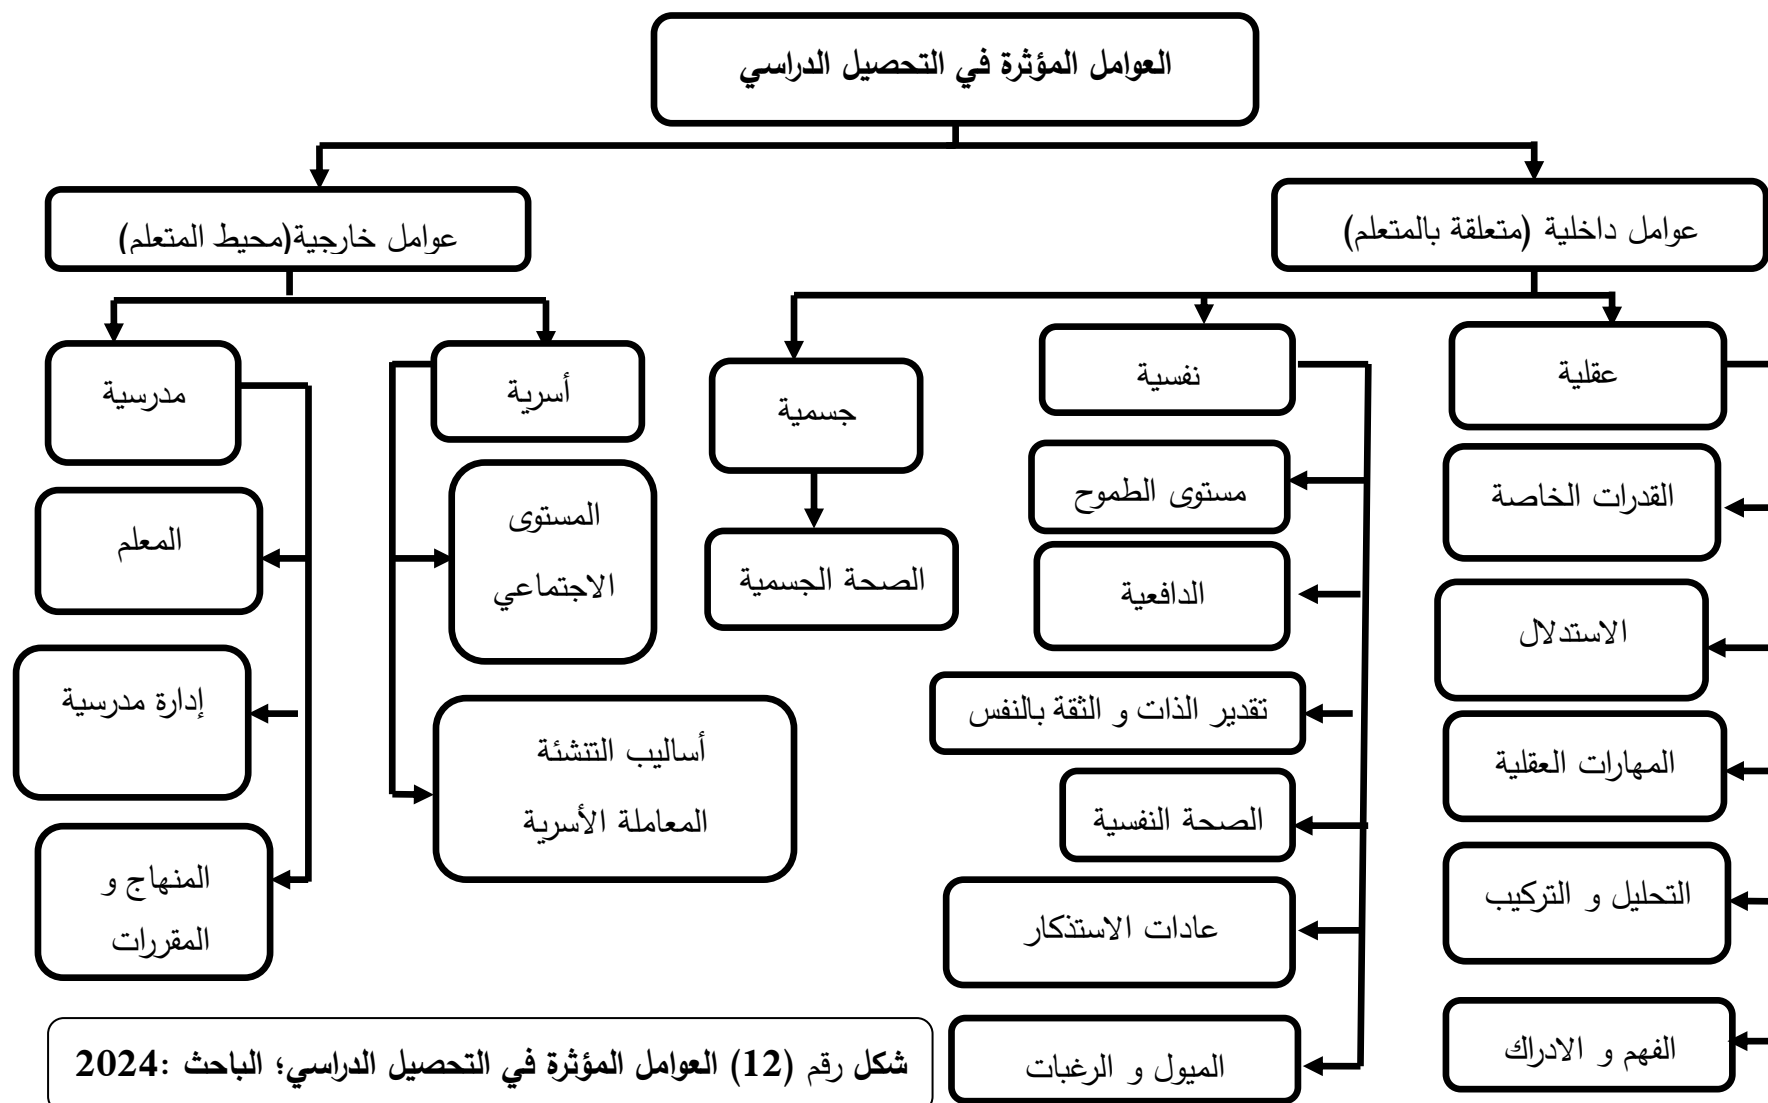 العوامل المؤثرة في التحصيل الدراسي
عوامل داخلية (متعلقة بالمتعلم)
عوامل خارجية(محيط المتعلم)
عقلية
نفسية
جسمية
أسرية
مدرسية
القدرات الخاصة
الاستدلال
المهارات العقلية
التحليل و التركيب
الفهم و الادراك
مستوى الطموح
الدافعية
تقدير الذات و الثقة بالنفس
الصحة النفسية
عادات الاستذكار
الميول و الرغبات
الصحة الجسمية
المستوى
الاجتماعي
أساليب التنشئة
المعاملة الأسرية
المعلم
إدارة مدرسية
المنهاج و
المقررات
شكل رقم (12) العوامل المؤثرة في التحصيل الدراسي؛ الباحث :2024